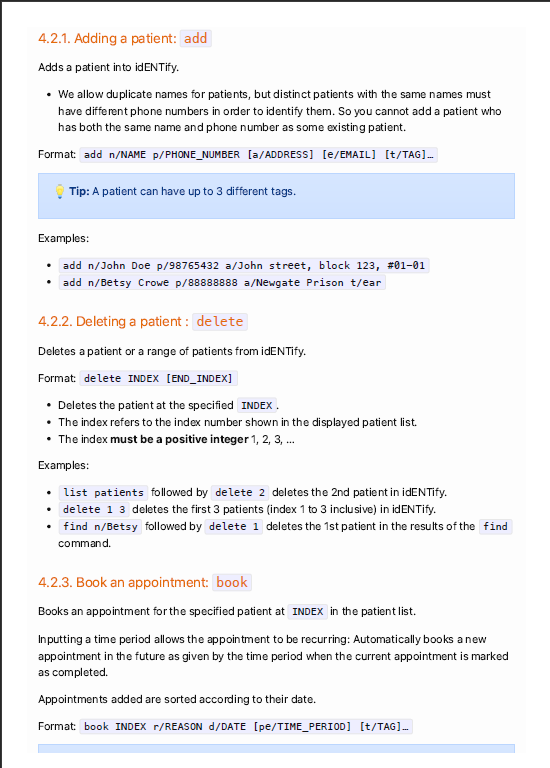 4.2.1. Adding a patient: add
Adds a patient into idENTify.
• We allow duplicate names for patients, but distinct patients with the same names must
have different phone numbers in order to identify them. So you cannot add a patient who
has both the same name and phone number as some existing patient.
Format: add n/NAME p/PHONE_NUMBER [a/ADDRESS] [e/EMAIL] [t/TAG]…
💡 Tip: A patient can have up to 3 different tags.
Examples:
• add n/John Doe p/98765432 a/John street, block 123, #01-01
• add n/Betsy Crowe p/88888888 a/Newgate Prison t/ear
4.2.2. Deleting a patient : delete
Deletes a patient or a range of patients from idENTify.
Format: delete INDEX [END_INDEX]
• Deletes the patient at the specified INDEX.
• The index refers to the index number shown in the displayed patient list.
• The index must be a positive integer 1, 2, 3, …
Examples:
• list patients followed by delete 2 deletes the 2nd patient in idENTify.
• delete 1 3 deletes the first 3 patients (index 1 to 3 inclusive) in idENTify.
• find n/Betsy followed by delete 1 deletes the 1st patient in the results of the find
command.
4.2.3. Book an appointment: book
Books an appointment for the specified patient at INDEX in the patient list.
Inputting a time period allows the appointment to be recurring: Automatically books a new
appointment in the future as given by the time period when the current appointment is marked
as completed.
Appointments added are sorted according to their date.
Format: book INDEX r/REASON d/DATE [pe/TIME_PERIOD] [t/TAG]…